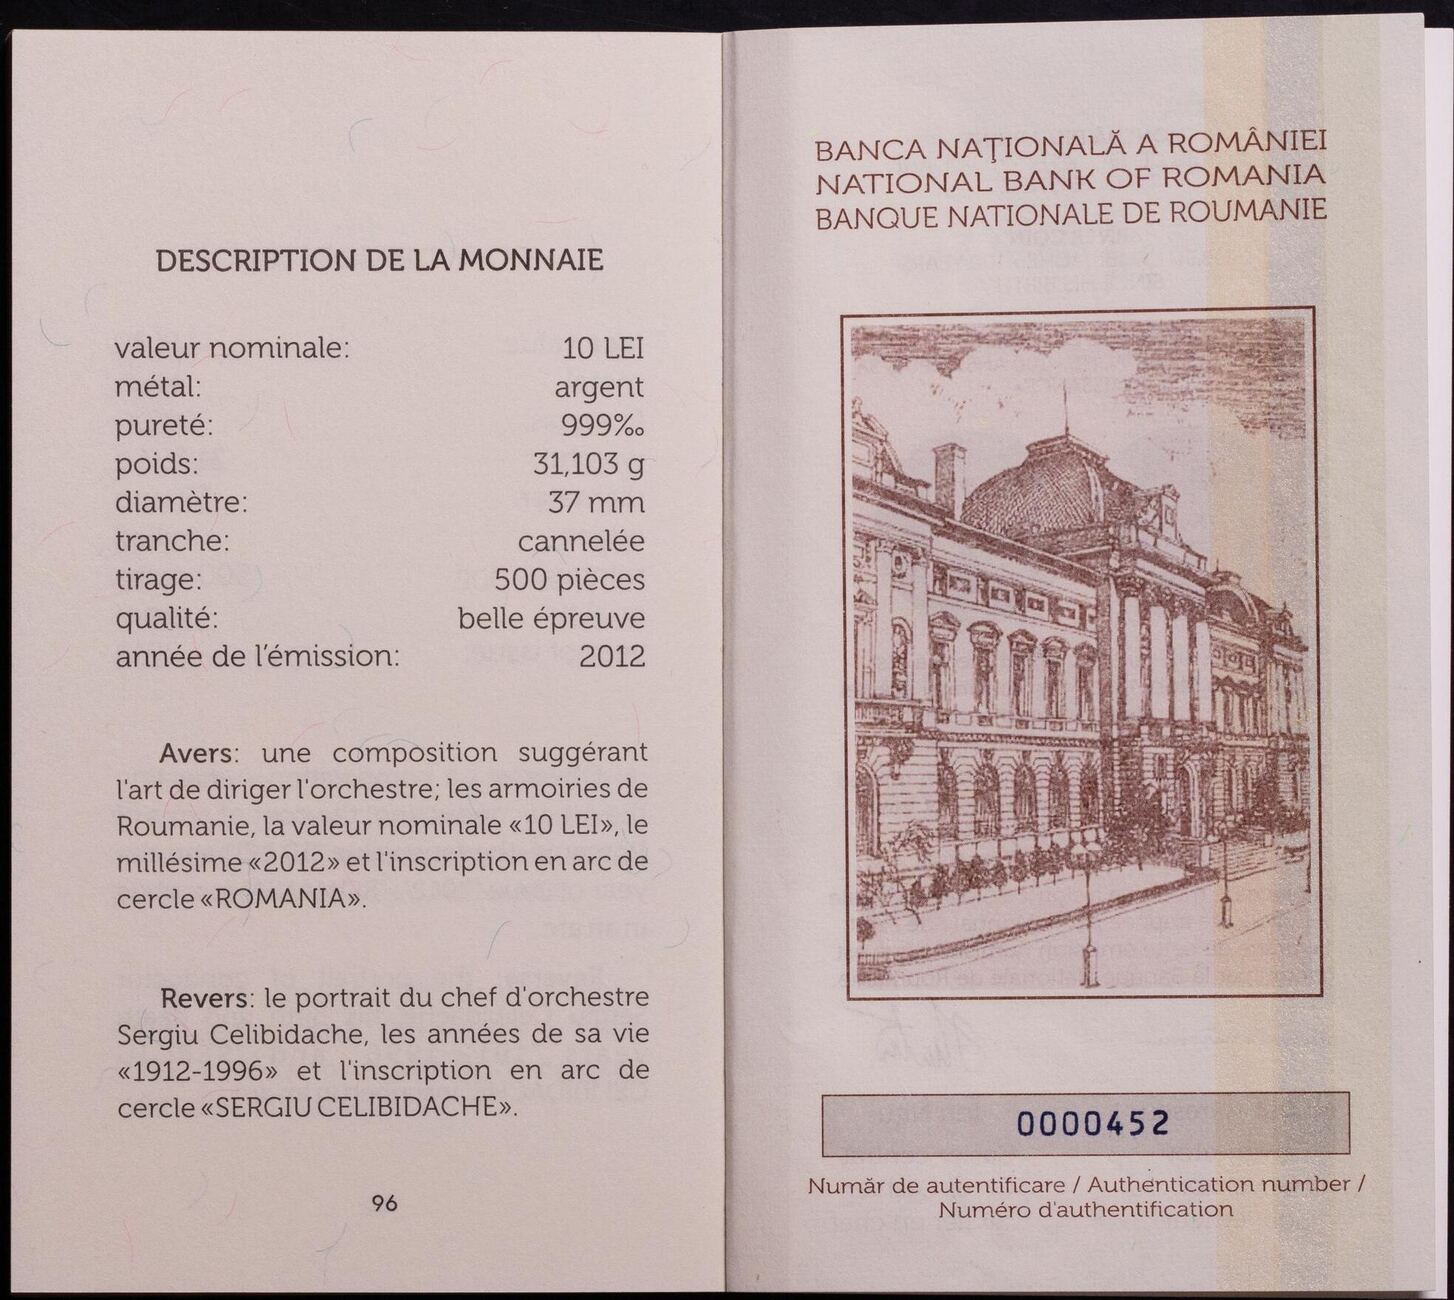 DESCRIPTION DE LA MONNAIE
valeur nominale: 10 LEI
métal: argent
pureté: 999‰
poids: 31,103 g
diamètre: 37 mm
tranche: cannelée
tirage: 500 pièces
qualité: belle épreuve
année de l'émission: 2012
Avers: une composition suggérant
l'art de diriger l'orchestre; les armoiries de
Roumanie, la valeur nominale «10 LEI», le
millésime «2012» et l'inscription en arc de
cercle «ROMANIA».
Revers: le portrait du chef d'orchestre
Sergiu Celibidache, les années de sa vie
«1912-1996» et l'inscription en arc de
cercle «SERGIU CELIBIDACHE».
96
BANCA NAŢIONALĂ A ROMÂNIEI
NATIONAL BANK OF ROMANIA
BANQUE NATIONALE DE ROUMANIE
0000452
Număr de autentificare / Authentication number /
Numéro d'authentification